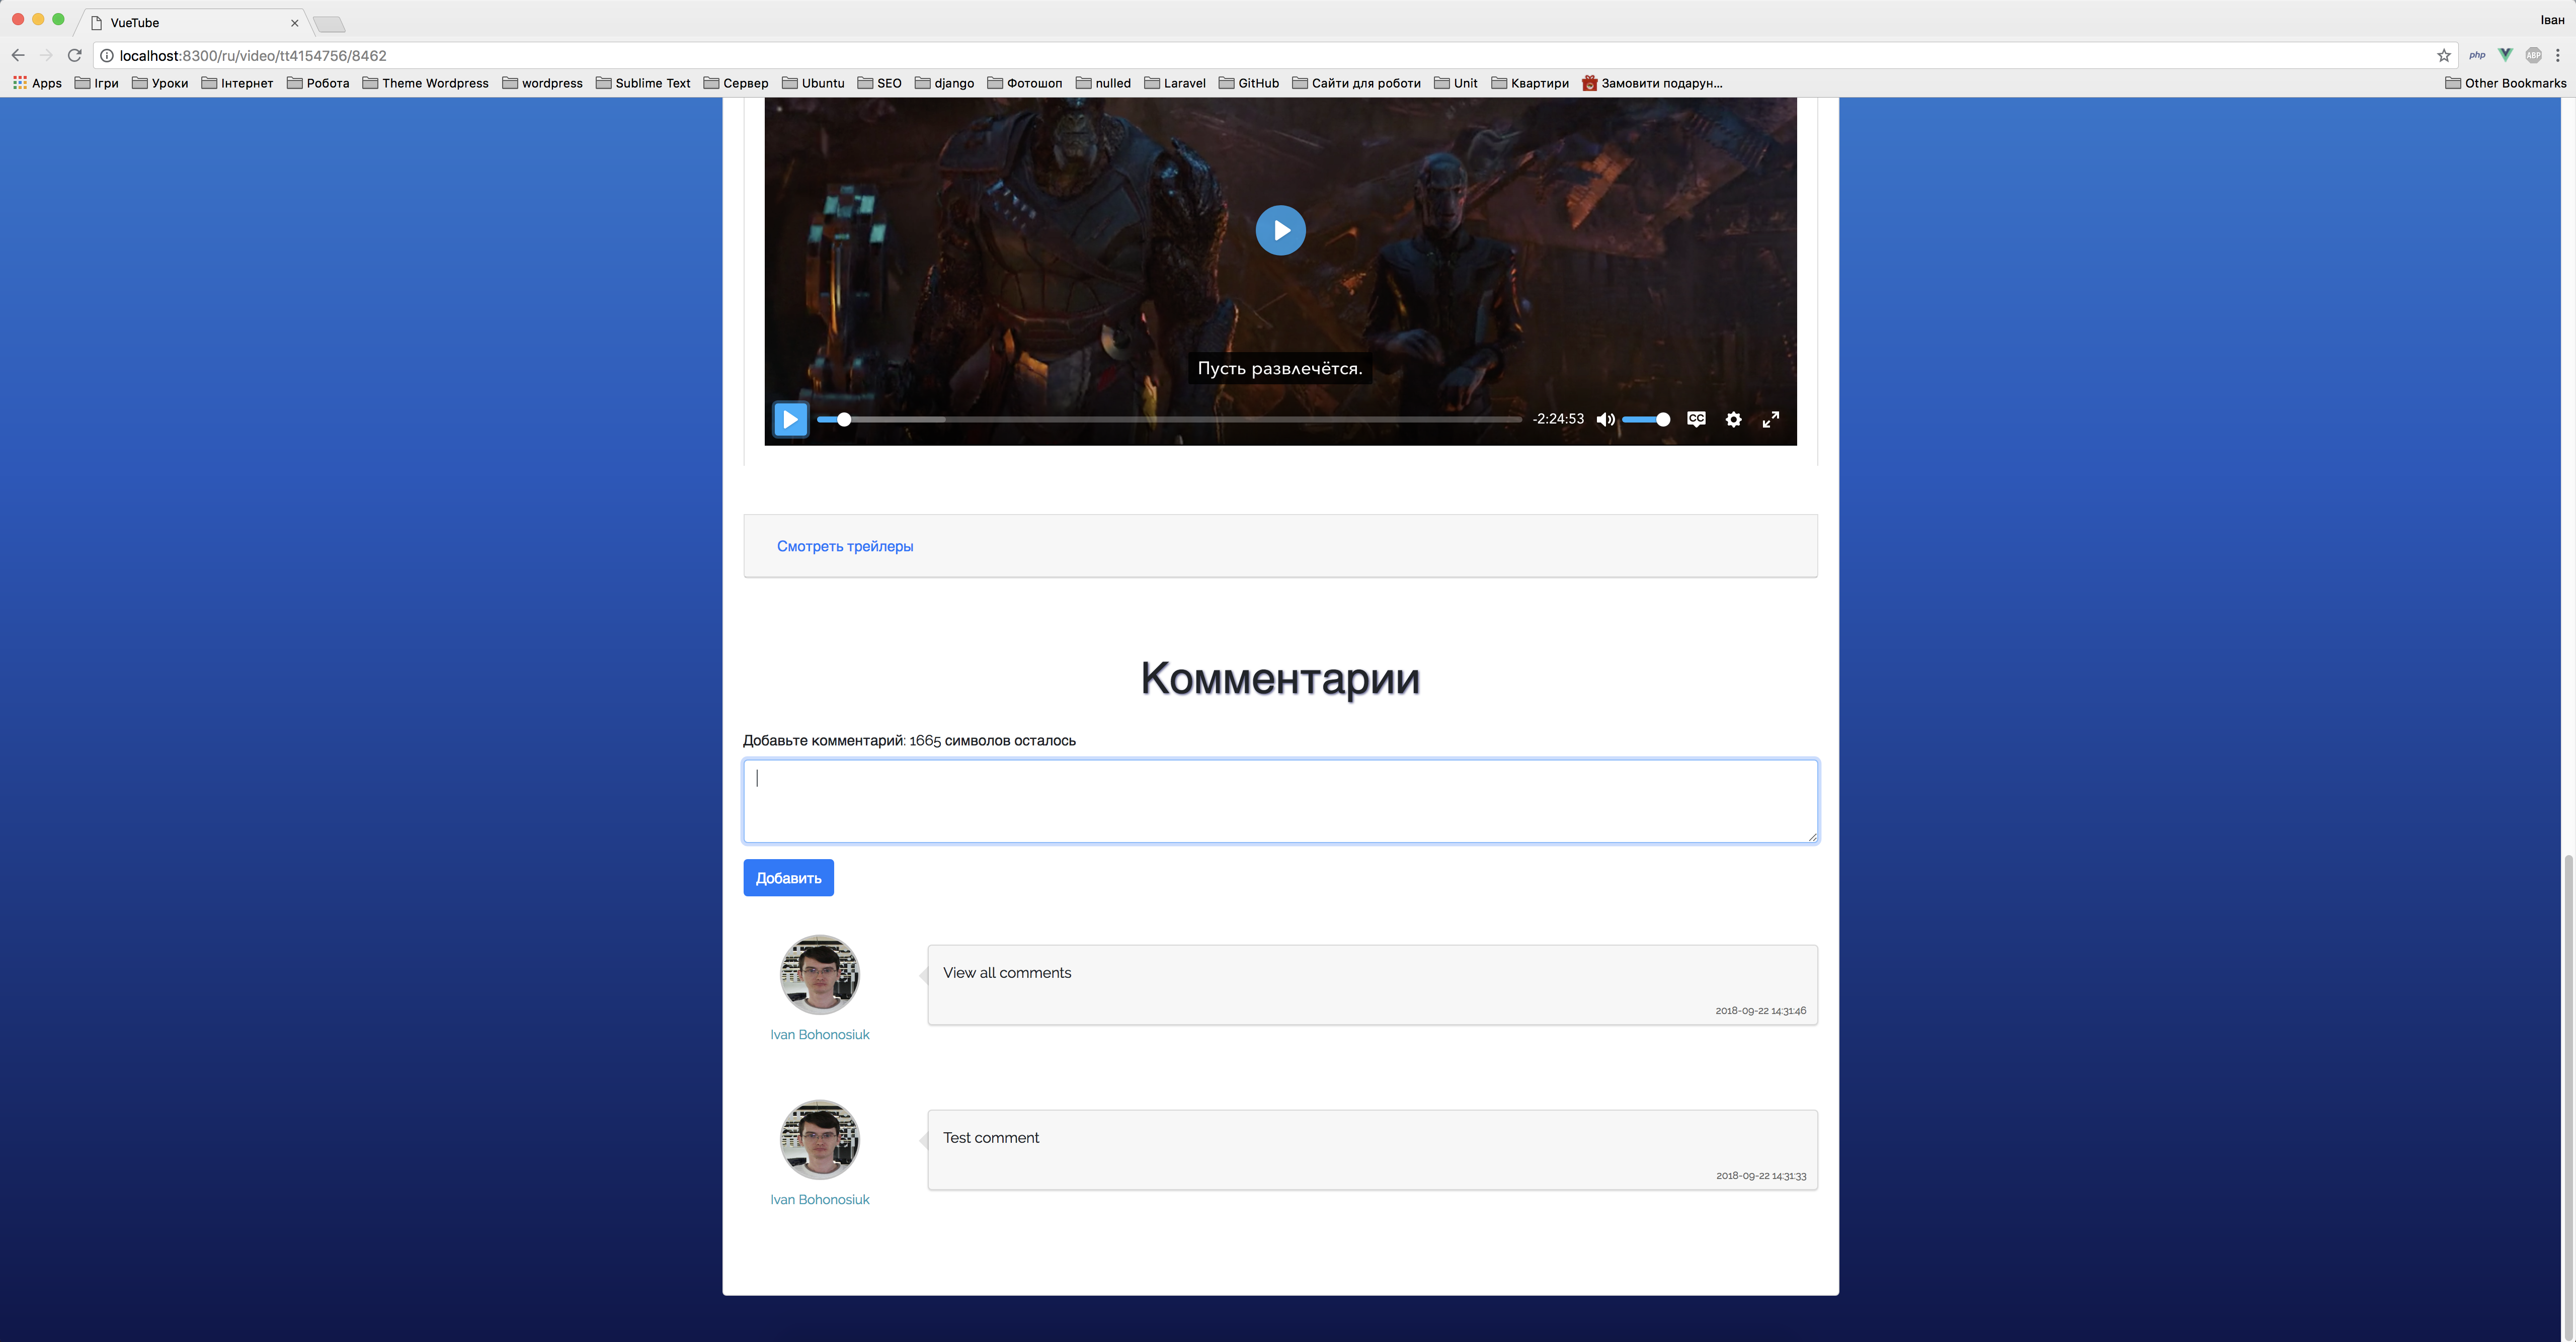 VueTube
Іван
localhost:8300/ru/video/tt4154756/8462
php
ABP
Apps Ігри Уроки Інтернет Робота Theme Wordpress wordpress Sublime Text Сервер Ubuntu SEO django Фотошоп nulled Laravel GitHub Сайти для роботи Unit Квартири Замовити подарун... Other Bookmarks
Пусть развлечётся.
-2:24:53
CC
Смотреть трейлеры
Комментарии
Добавьте комментарий: 1665 символов осталось
Добавить
View all comments
2018-09-22 14:31:46
Ivan Bohonosiuk
Test comment
2018-09-22 14:31:33
Ivan Bohonosiuk